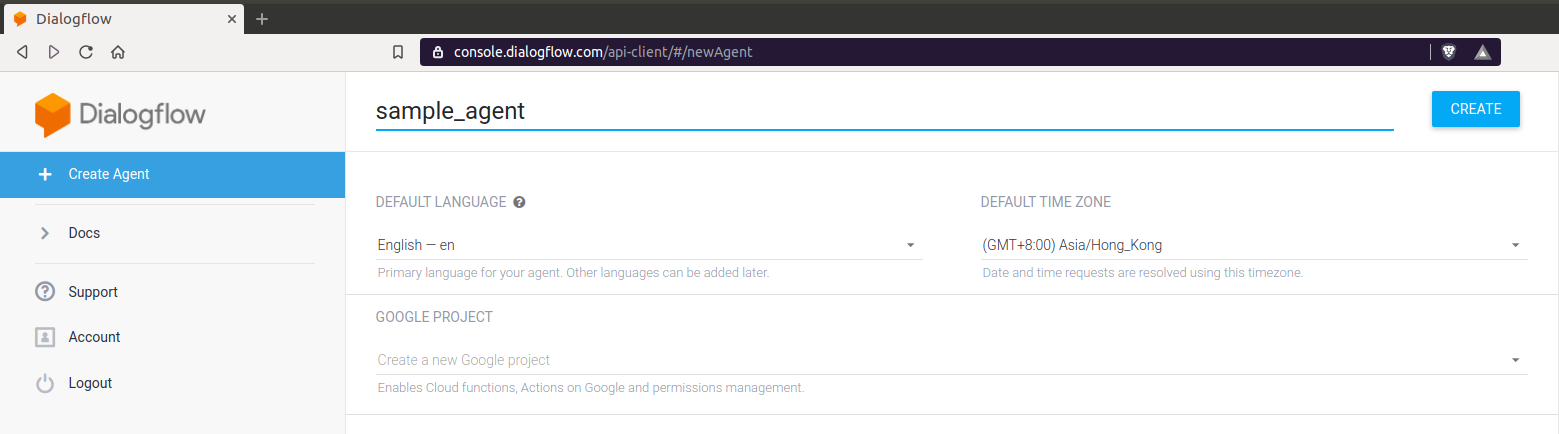 Dialogflow
console.dialogflow.com/api-client/#/newAgent
Dialogflow
sample_agent
CREATE
Create Agent
DEFAULT LANGUAGE
DEFAULT TIME ZONE
Docs
English — en
(GMT+8:00) Asia/Hong_Kong
Primary language for your agent. Other languages can be added later.
Date and time requests are resolved using this timezone.
Support
GOOGLE PROJECT
Account
Create a new Google project
Logout
Enables Cloud functions, Actions on Google and permissions management.